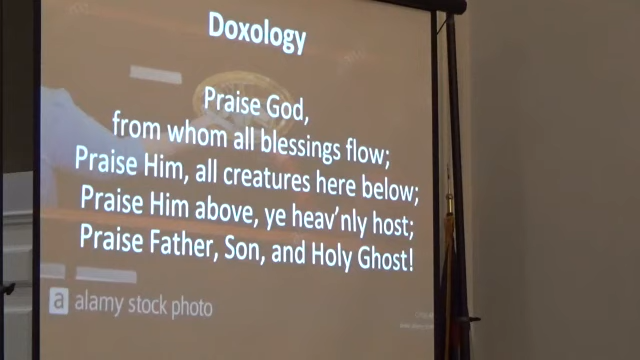 Doxology
Praise God,
from whom all blessings flow;
Praise Him, all creatures here below;
Praise Him above, ye heav'nly host;
Praise Father, Son, and Holy Ghost!
a alamy stock photo